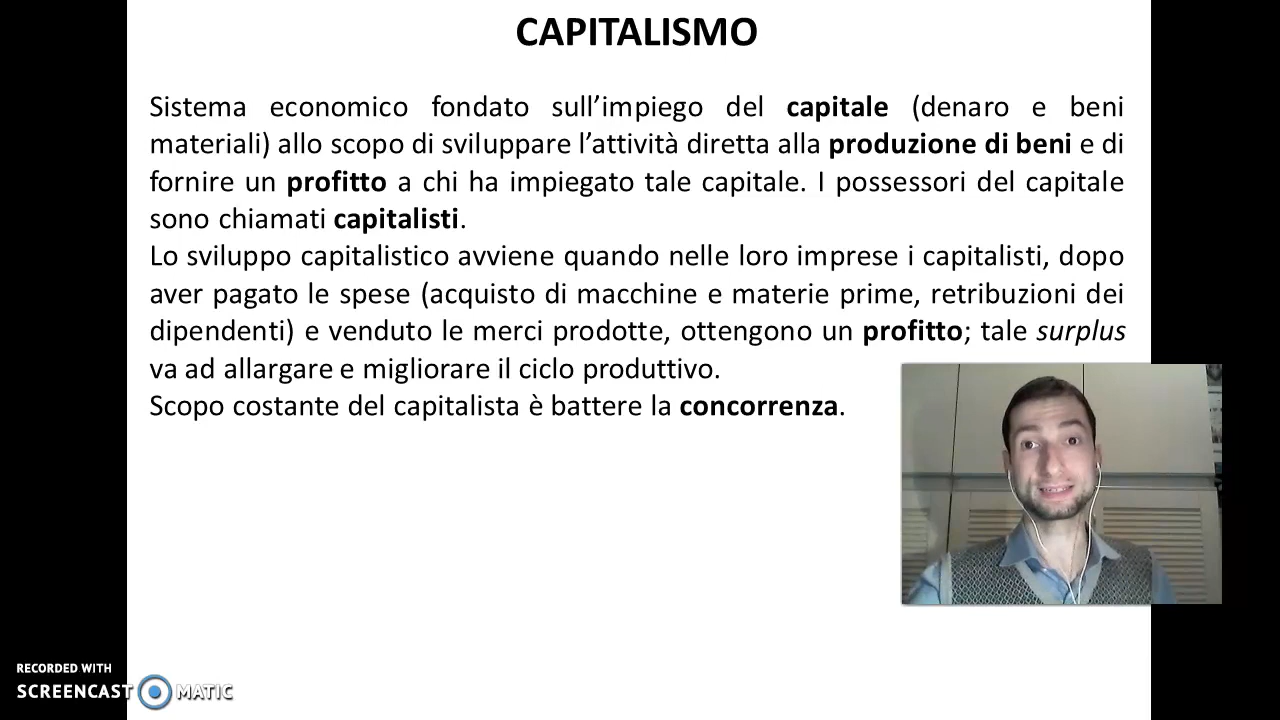 CAPITALISMO
Sistema economico fondato sull’impiego del capitale (denaro e beni
materiali) allo scopo di sviluppare l’attività diretta alla produzione di beni e di
fornire un profitto a chi ha impiegato tale capitale. I possessori del capitale
sono chiamati capitalisti.
Lo sviluppo capitalistico avviene quando nelle loro imprese i capitalisti, dopo
aver pagato le spese (acquisto di macchine e materie prime, retribuzioni dei
dipendenti) e venduto le merci prodotte, ottengono un profitto; tale surplus
va ad allargare e migliorare il ciclo produttivo.
Scopo costante del capitalista è battere la concorrenza.
RECORDED WITH
SCREENCAST MATIC